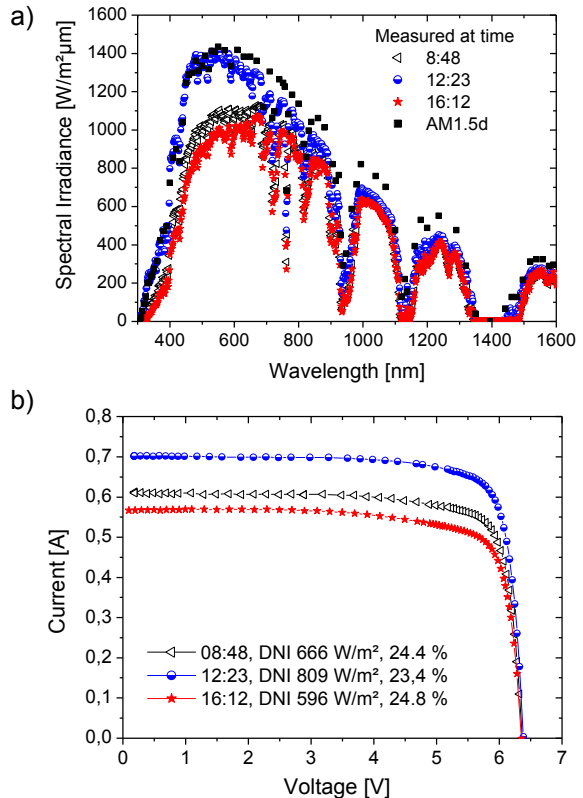 a)
Measured at time
8:48
12:23
16:12
AM1.5d
1600
1400
1200
1000
800
600
400
200
0
Spectral Irradiance [W/m²µm]
400 600 800 1000 1200 1400 1600
Wavelength [nm]
b)
0,8
0,7
0,6
0,5
0,4
0,3
0,2
0,1
0,0
Current [A]
08:48, DNI 666 W/m², 24.4 %
12:23, DNI 809 W/m², 23,4 %
16:12, DNI 596 W/m², 24.8 %
0 1 2 3 4 5 6 7
Voltage [V]